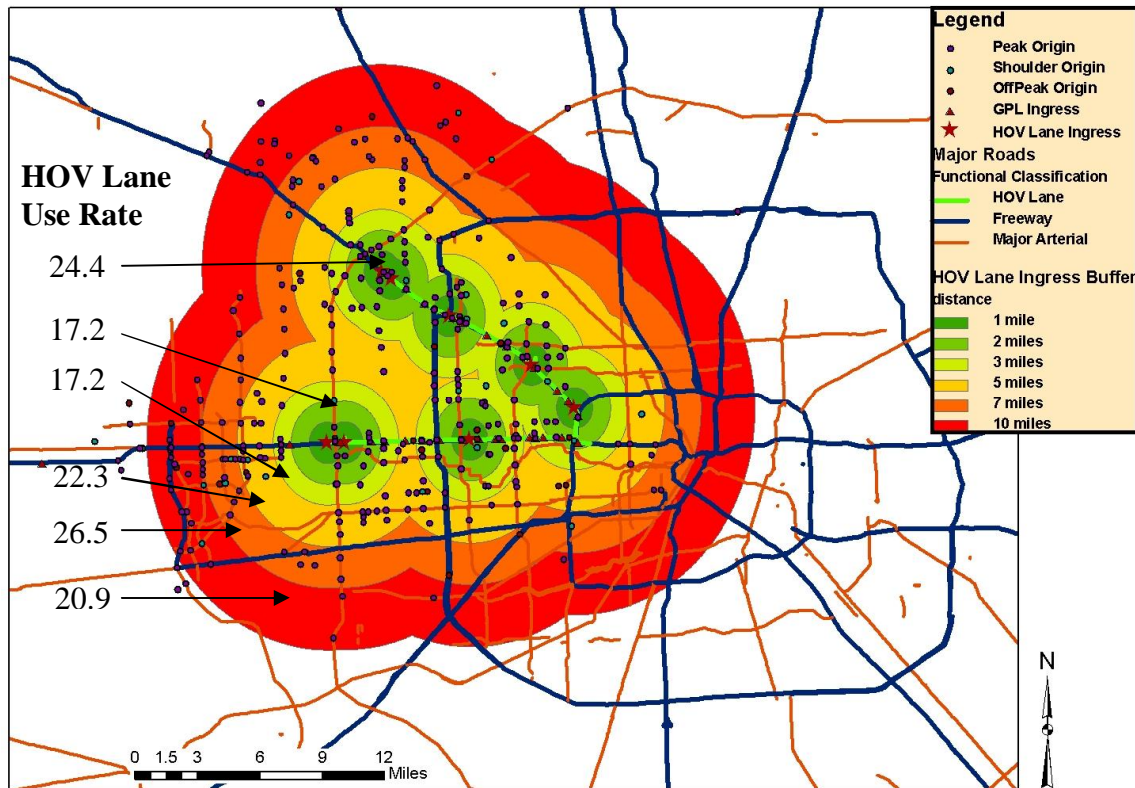 HOV Lane
Use Rate
24.4
17.2
17.2
22.3
26.5
20.9
0 1.5 3 6 9 12
Miles
Legend
Peak Origin
Shoulder Origin
OffPeak Origin
GPL Ingress
HOV Lane Ingress
Major Roads
Functional Classification
HOV Lane
Freeway
Major Arterial
HOV Lane Ingress Buffer
distance
1 mile
2 miles
3 miles
5 miles
7 miles
10 miles
N